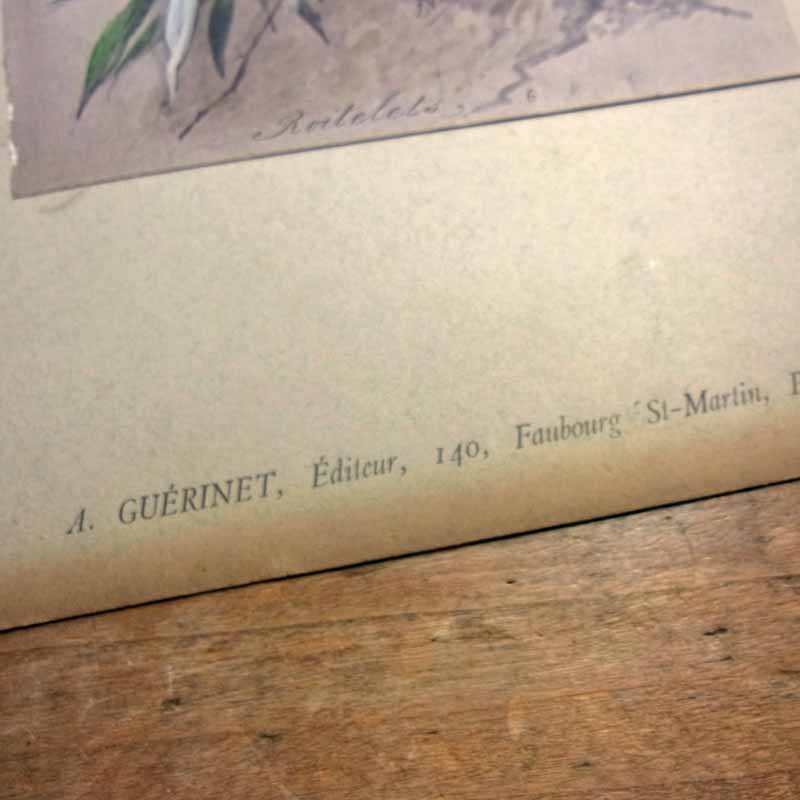 Roitelets.
A. GUÉRINET, Éditeur, 140, Faubourg St-Martin,